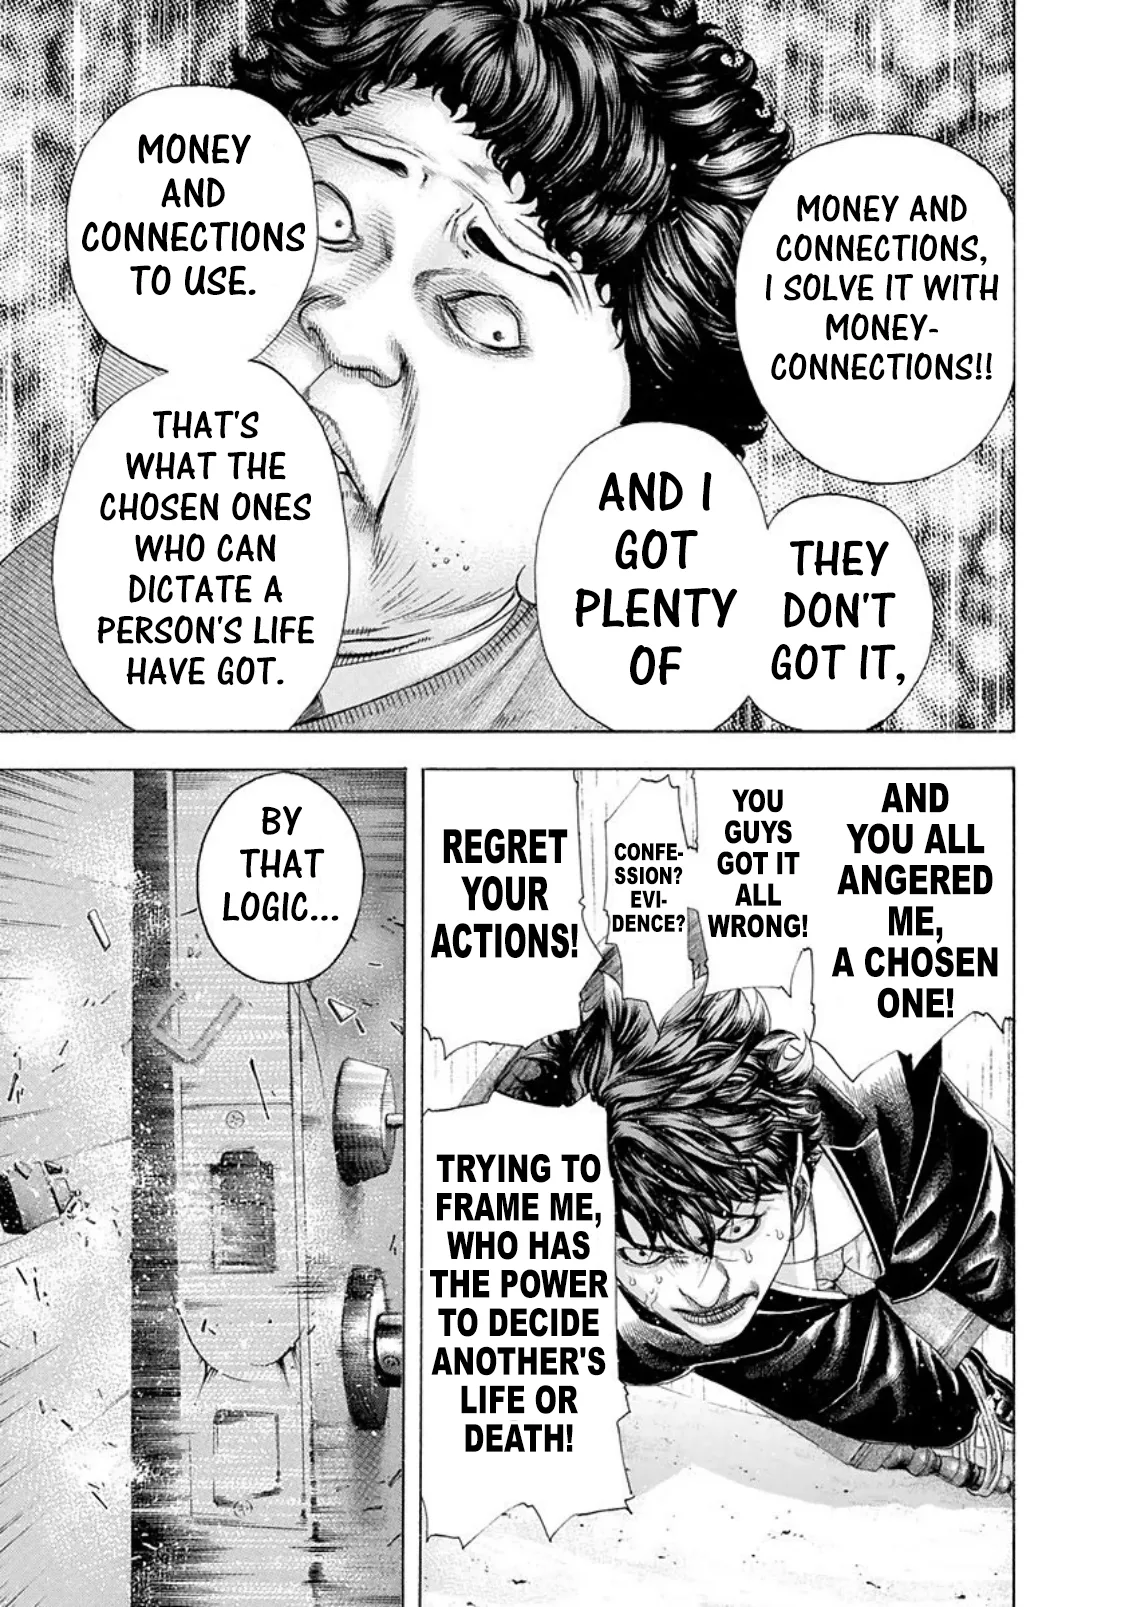 MONEY AND
CONNECTIONS,
I SOLVE IT WITH
MONEY-
CONNECTIONS!!
THEY
DON'T
GOT IT,
AND I
GOT
PLENTY
OF
MONEY
AND
CONNECTIONS
TO USE.
THAT'S
WHAT THE
CHOSEN ONES
WHO CAN
DICTATE A
PERSON'S LIFE
HAVE GOT.
AND
YOU ALL
ANGERED
ME,
A CHOSEN
ONE!
YOU
GUYS
GOT IT
ALL
WRONG!
CONFE-
SSION?
EVI-
DENCE?
REGRET
YOUR
ACTIONS!
TRYING TO
FRAME ME,
WHO HAS
THE POWER
TO DECIDE
ANOTHER'S
LIFE OR
DEATH!
BY
THAT
LOGIC...